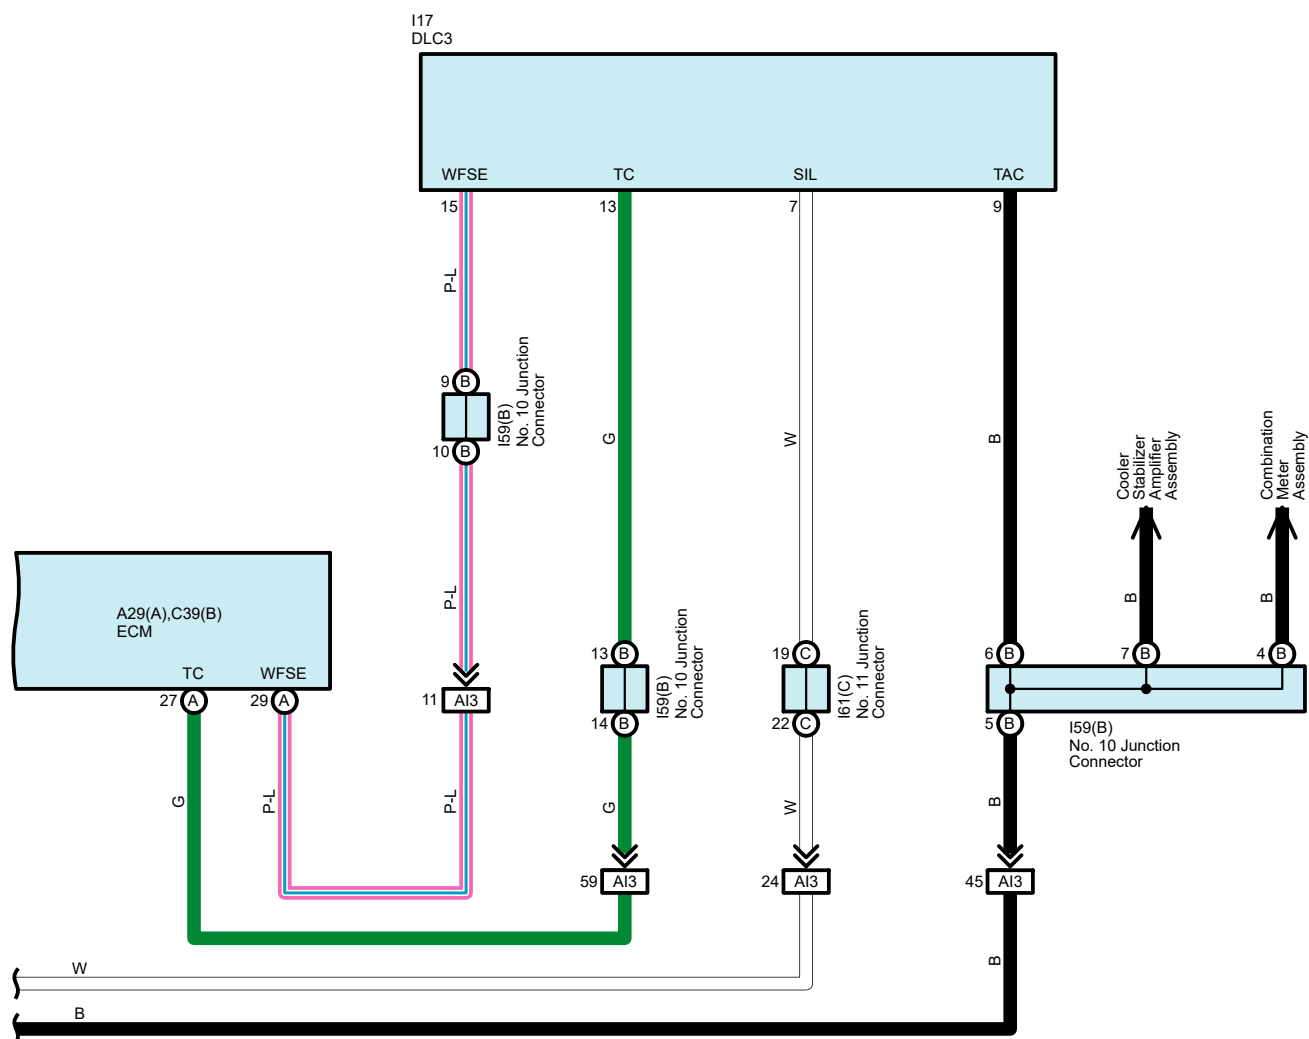 I17
DLC3
WFSE
TC
SIL
TAC
15
13
7
9
P-L
9
B
I59(B)
No. 10 Junction
Connector
10
B
G
W
B
Cooler
Stabilizer
Amplifier
Assembly
Combination
Meter
Assembly
P-L
B
B
A29(A),C39(B)
ECM
TC
WFSE
27
A
29
A
11
AI3
13
B
I59(B)
No. 10 Junction
Connector
14
B
19
C
I61(C)
No. 11 Junction
Connector
22
C
6
B
7
B
4
B
5
B
I59(B)
No. 10 Junction
Connector
G
P-L
P-L
G
W
B
59
AI3
24
AI3
45
AI3
B
W
B